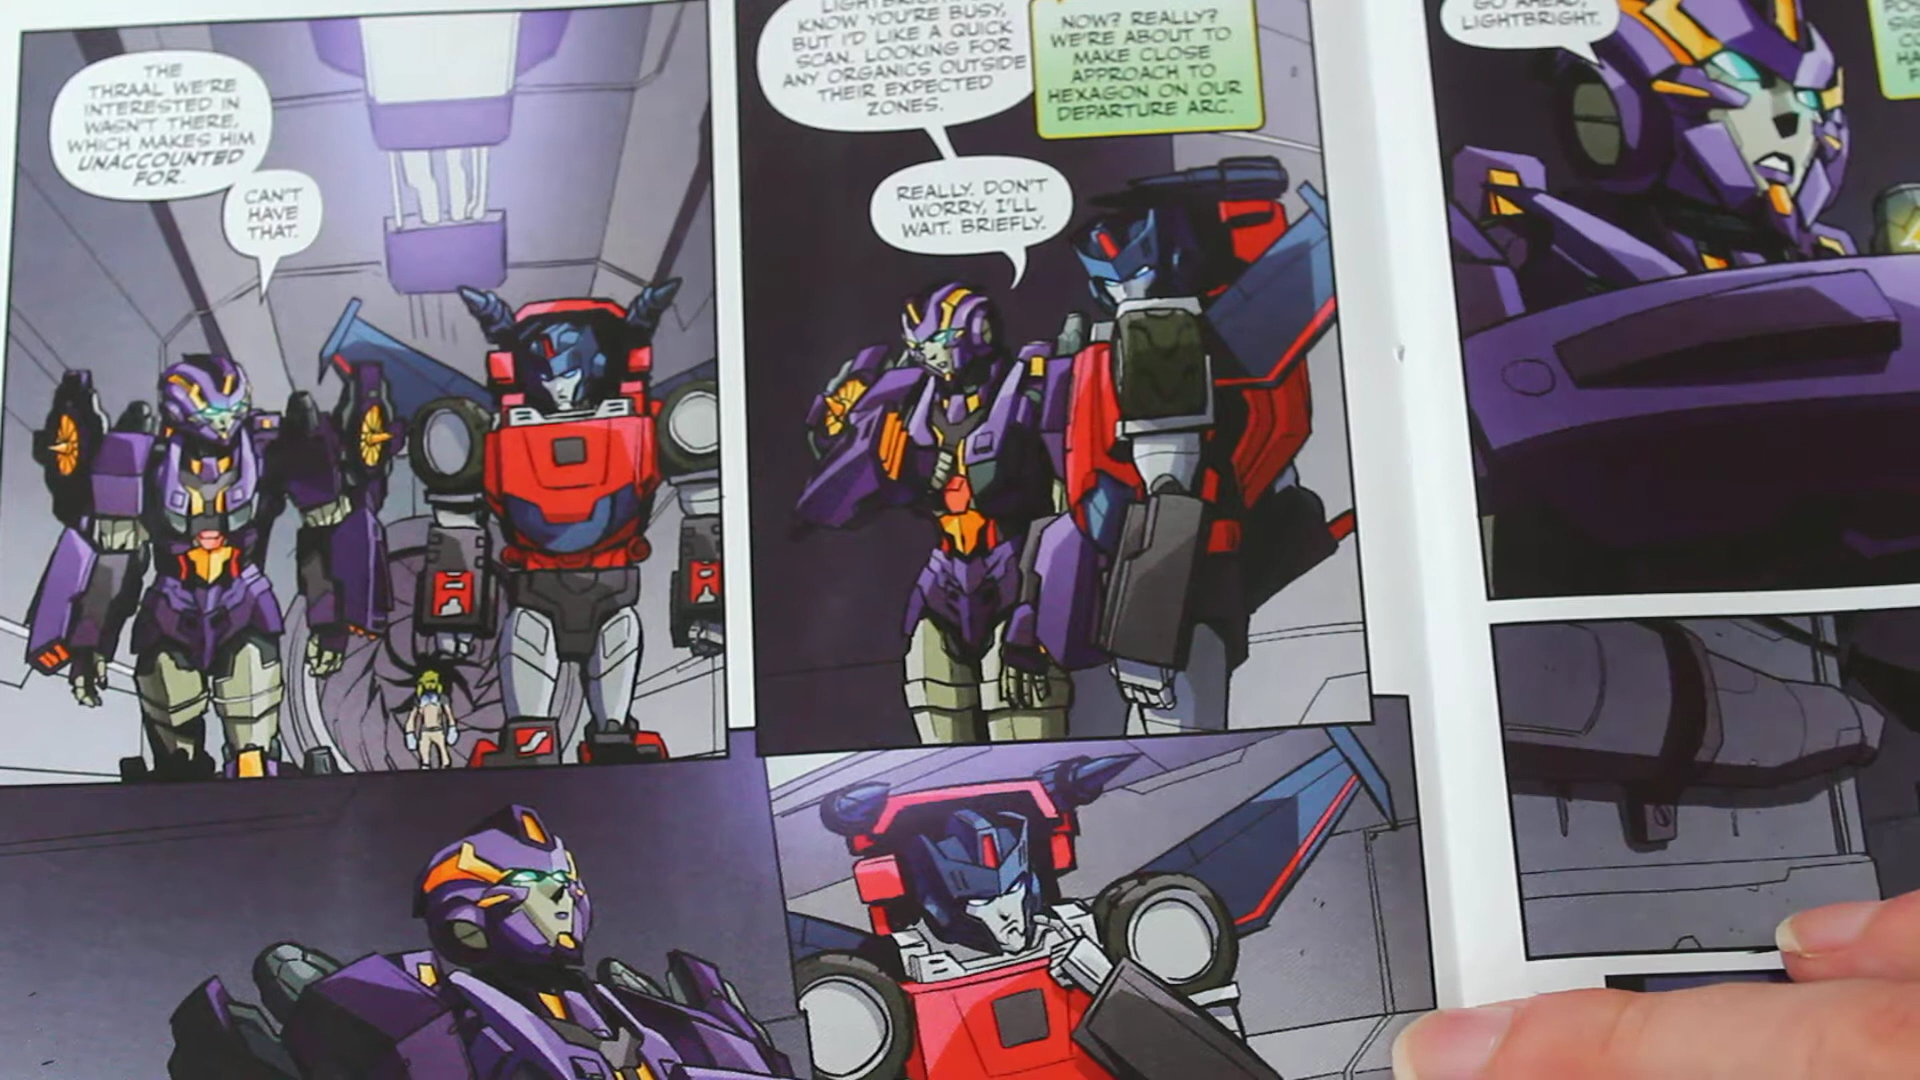 THE
THRAAL WE'RE
INTERESTED IN
WASN'T THERE,
WHICH MAKES HIM
UNACCOUNTED
FOR.
CAN'T
HAVE
THAT.
KNOW YOU'RE BUSY,
BUT I'D LIKE A QUICK
SCAN. LOOKING FOR
ANY ORGANICS OUTSIDE
THEIR EXPECTED
ZONES.
NOW? REALLY?
WE'RE ABOUT TO
MAKE CLOSE
APPROACH TO
HEXAGON ON OUR
DEPARTURE ARC.
REALLY. DON'T
WORRY, I'LL
WAIT. BRIEFLY.
GO AHEAD,
LIGHTBRIGHT.